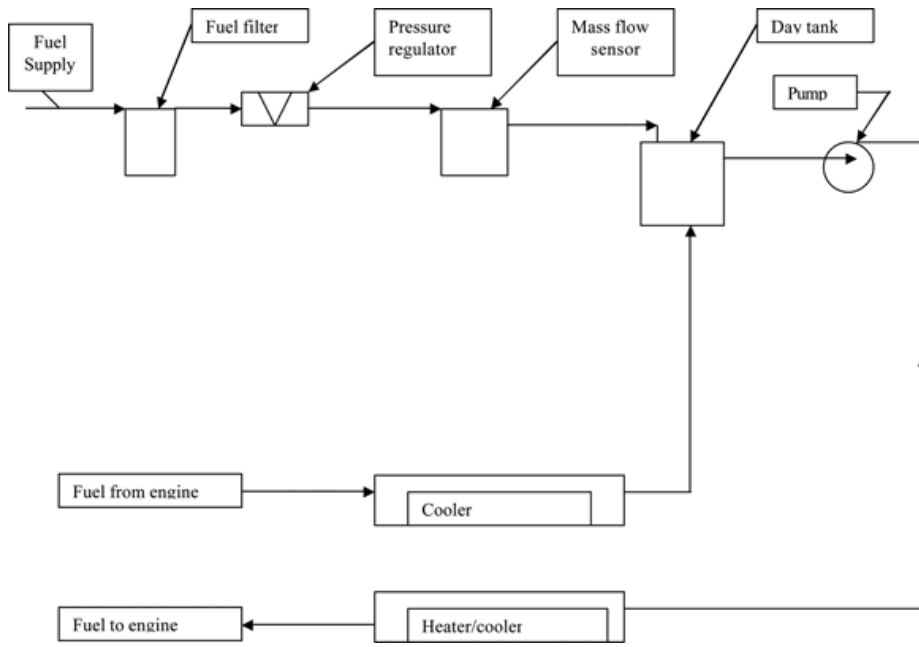 Fuel
Supply
Fuel filter
Pressure
regulator
Mass flow
sensor
Day tank
Pump
Fuel from engine
Cooler
Fuel to engine
Heater/cooler